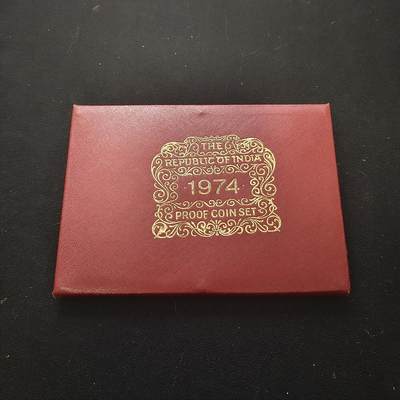 THE
REPUBLIC OF INDIA
1974
PROOF COIN SET